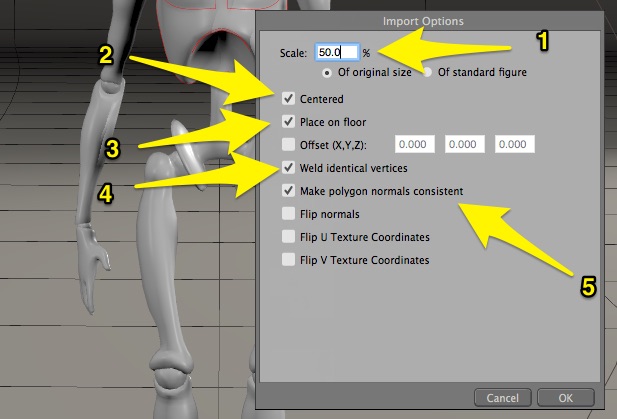 Import Options
1
Scale: 50.0 %
2
Of original size Of standard figure
Centered
Place on floor
3
Offset (X,Y,Z): 0.000 0.000 0.000
4
Weld identical vertices
Make polygon normals consistent
Flip normals
Flip U Texture Coordinates
Flip V Texture Coordinates
5
Cancel OK